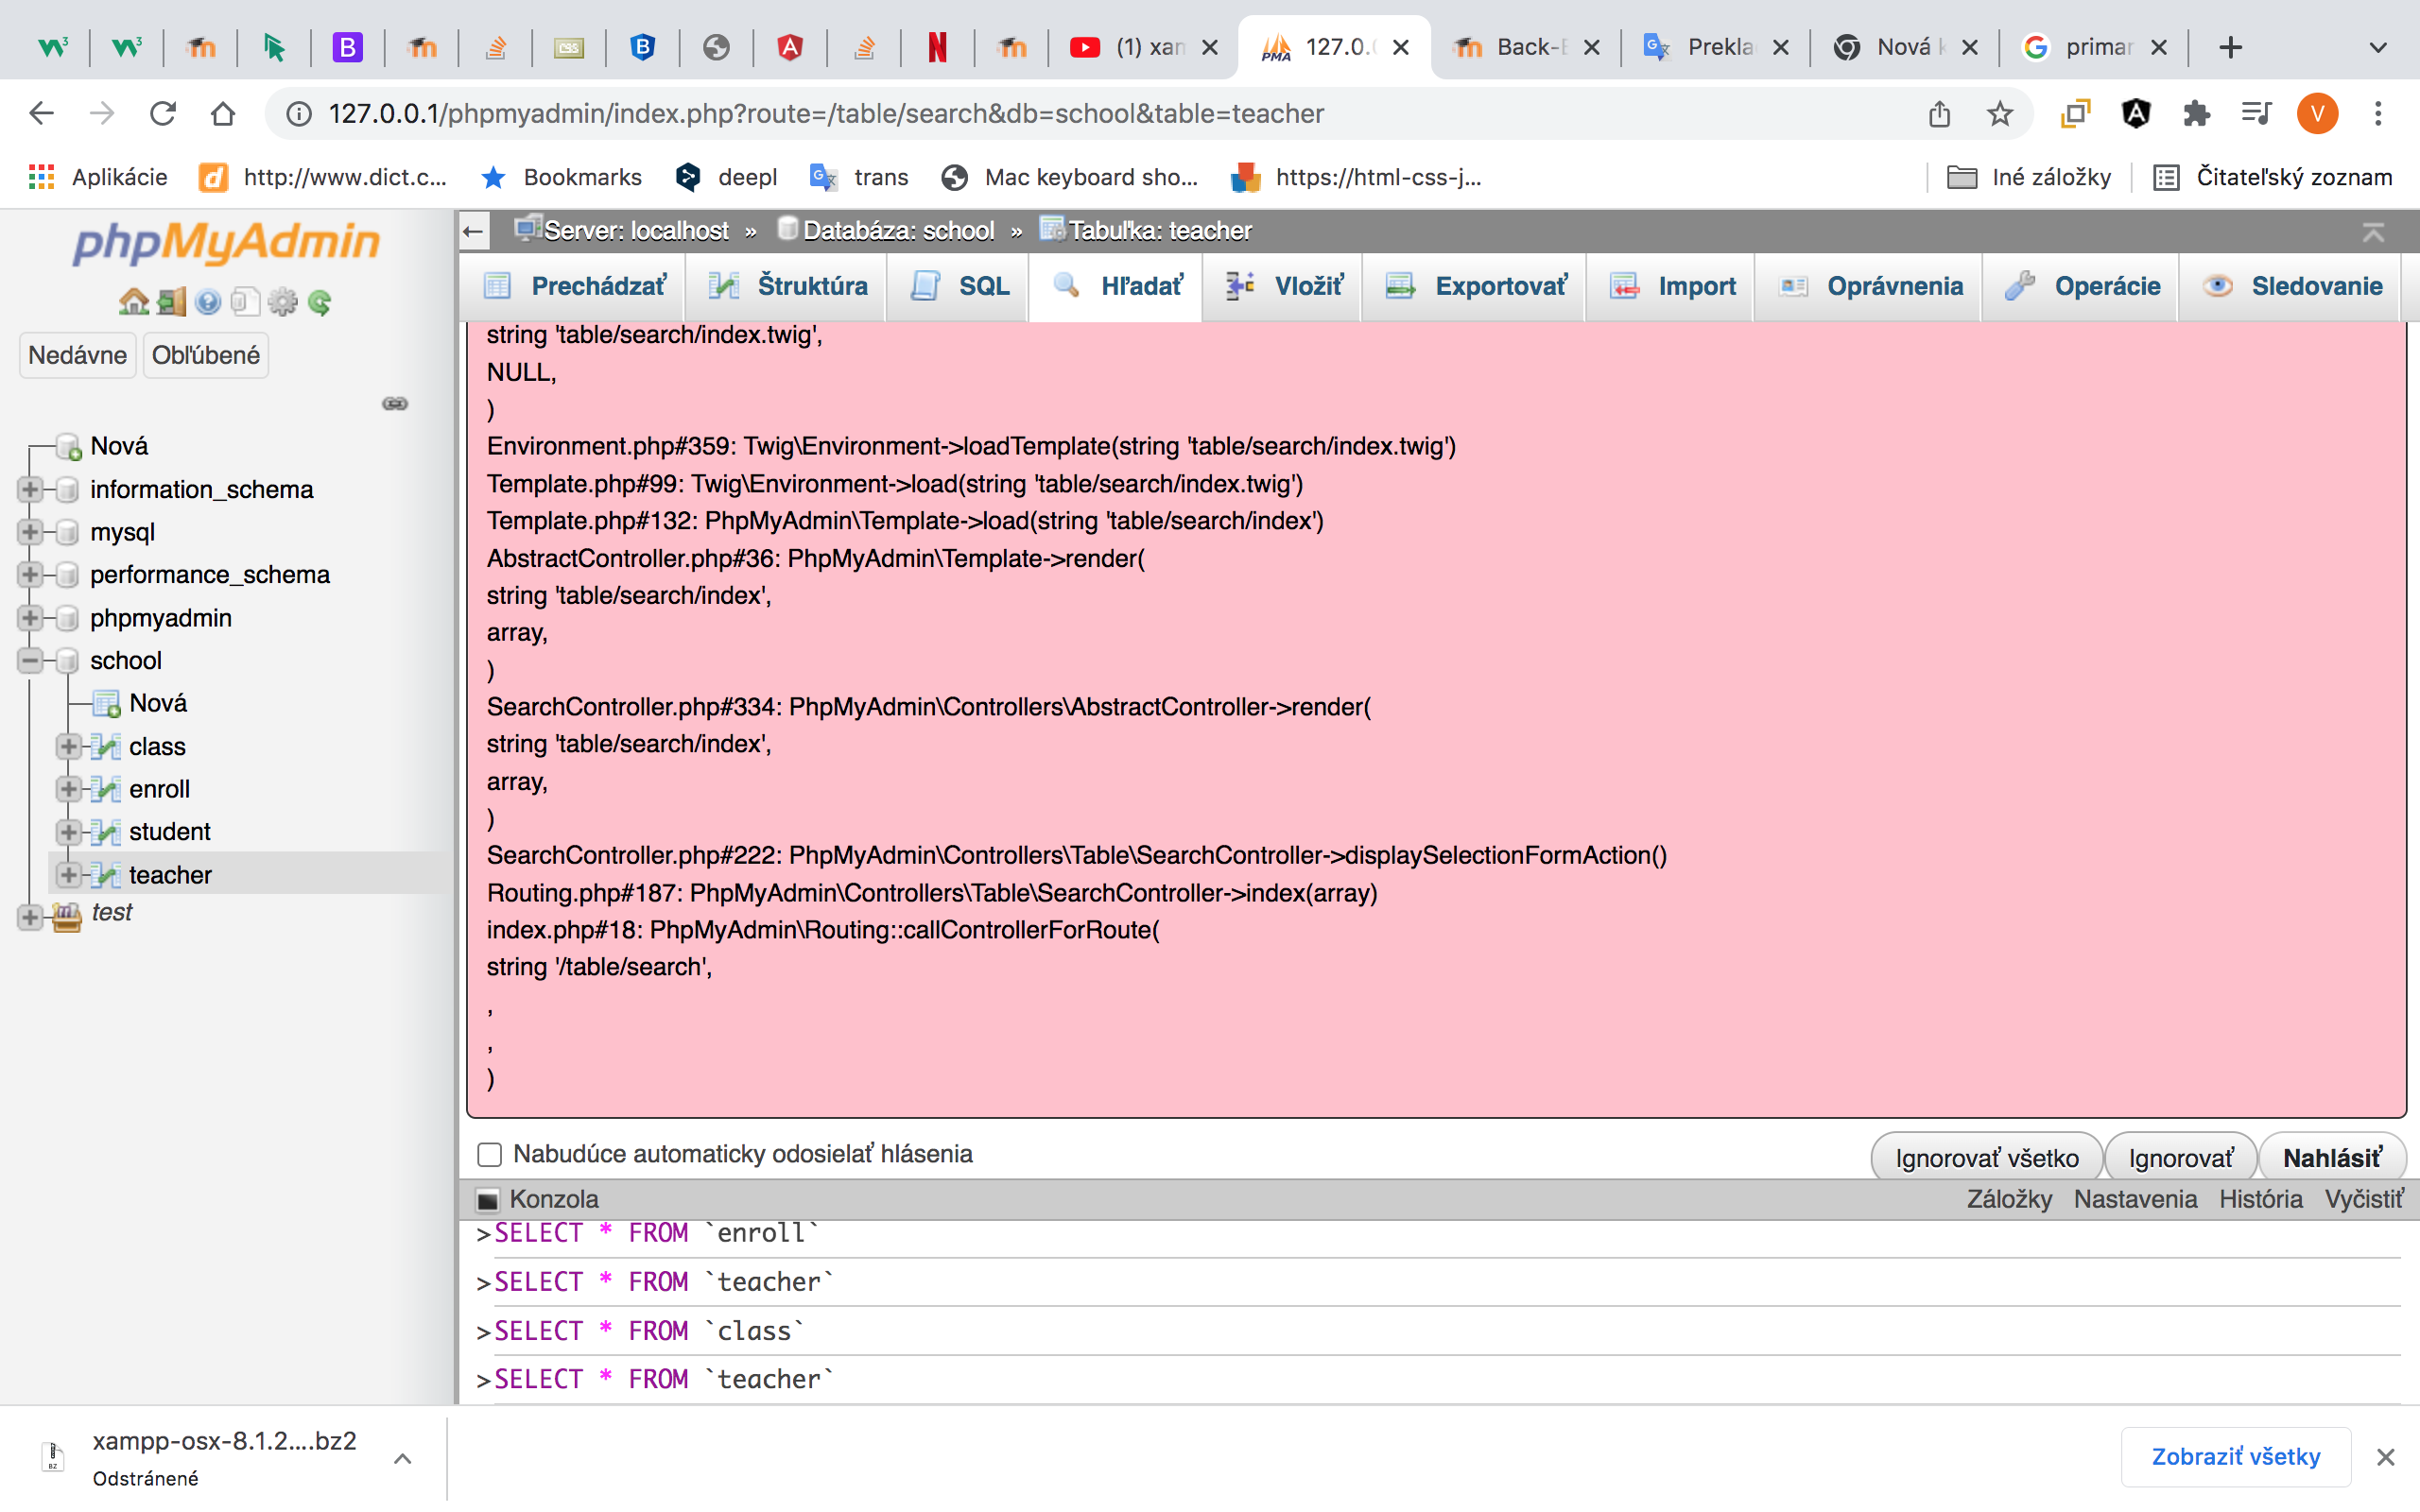 (1) xan
127.0.0
Back-E
Prekla
Nová k
primar
127.0.0.1/phpmyadmin/index.php?route=/table/search&db=school&table=teacher
V
Aplikácie
http://www.dict.c...
Bookmarks
deepl
trans
Mac keyboard sho...
https://html-css-j...
Iné záložky
Čitateľský zoznam
phpMyAdmin
Nedávne
Obľúbené
Nová
information_schema
mysql
performance_schema
phpmyadmin
school
Nová
class
enroll
student
teacher
test
Server: localhost » Databáza: school » Tabuľka: teacher
Prechádzať
Štruktúra
SQL
Hľadať
Vložiť
Exportovať
Import
Oprávnenia
Operácie
Sledovanie
string 'table/search/index.twig',
NULL,
)
Environment.php#359: Twig\Environment->loadTemplate(string 'table/search/index.twig')
Template.php#99: Twig\Environment->load(string 'table/search/index.twig')
Template.php#132: PhpMyAdmin\Template->load(string 'table/search/index')
AbstractController.php#36: PhpMyAdmin\Template->render(
string 'table/search/index',
array,
)
SearchController.php#334: PhpMyAdmin\Controllers\AbstractController->render(
string 'table/search/index',
array,
)
SearchController.php#222: PhpMyAdmin\Controllers\Table\SearchController->displaySelectionFormAction()
Routing.php#187: PhpMyAdmin\Controllers\Table\SearchController->index(array)
index.php#18: PhpMyAdmin\Routing::callControllerForRoute(
string '/table/search',
,
,
)
Nabudúce automaticky odosielať hlásenia
Ignorovať všetko
Ignorovať
Nahlásiť
Konzola
Záložky
Nastavenia
História
Vyčistiť
>SELECT * FROM `enroll`
>SELECT * FROM `teacher`
>SELECT * FROM `class`
>SELECT * FROM `teacher`
xampp-osx-8.1.2....bz2
Odstránené
Zobraziť všetky